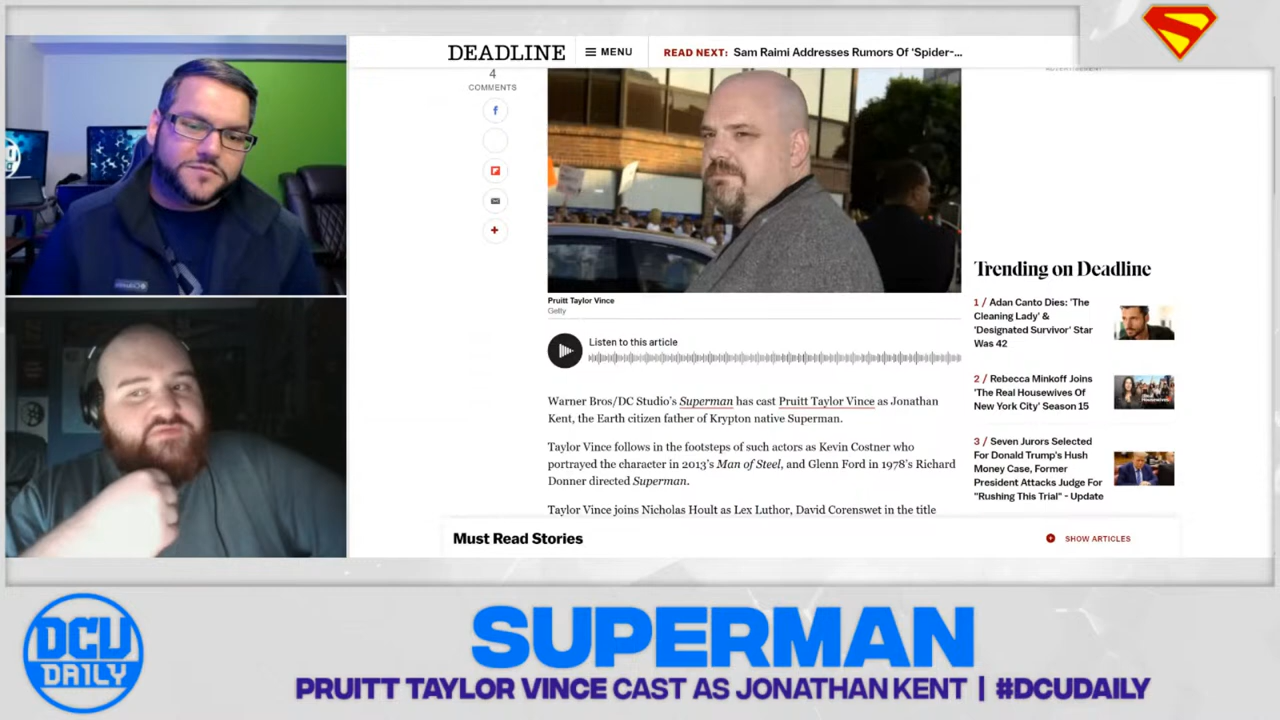 DEADLINE
MENU
READ NEXT: Sam Raimi Addresses Rumors Of 'Spider-...
4
COMMENTS
Pruitt Taylor Vince
Getty
Listen to this article
Warner Bros/DC Studio's Superman has cast Pruitt Taylor Vince as Jonathan
Kent, the Earth citizen father of Krypton native Superman.
Taylor Vince follows in the footsteps of such actors as Kevin Costner who
portrayed the character in 2013's Man of Steel, and Glenn Ford in 1978's Richard
Donner directed Superman.
Taylor Vince joins Nicholas Hoult as Lex Luthor, David Corenswet in the title
Trending on Deadline
1 / Adan Canto Dies: 'The
Cleaning Lady' &
'Designated Survivor' Star
Was 42
2 / Rebecca Minkoff Joins
'The Real Housewives Of
New York City' Season 15
3 / Seven Jurors Selected
For Donald Trump's Hush
Money Case, Former
President Attacks Judge For
"Rushing This Trial" - Update
Must Read Stories
SHOW ARTICLES
DCU
DAILY
SUPERMAN
PRUITT TAYLOR VINCE CAST AS JONATHAN KENT | #DCUDAILY